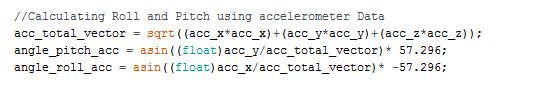 //Calculating Roll and Pitch using accelerometer Data
acc_total_vector = sqrt((acc_x*acc_x)+(acc_y*acc_y)+(acc_z*acc_z));
angle_pitch_acc = asin((float)acc_y/acc_total_vector)* 57.296;
angle_roll_acc = asin((float)acc_x/acc_total_vector)* -57.296;